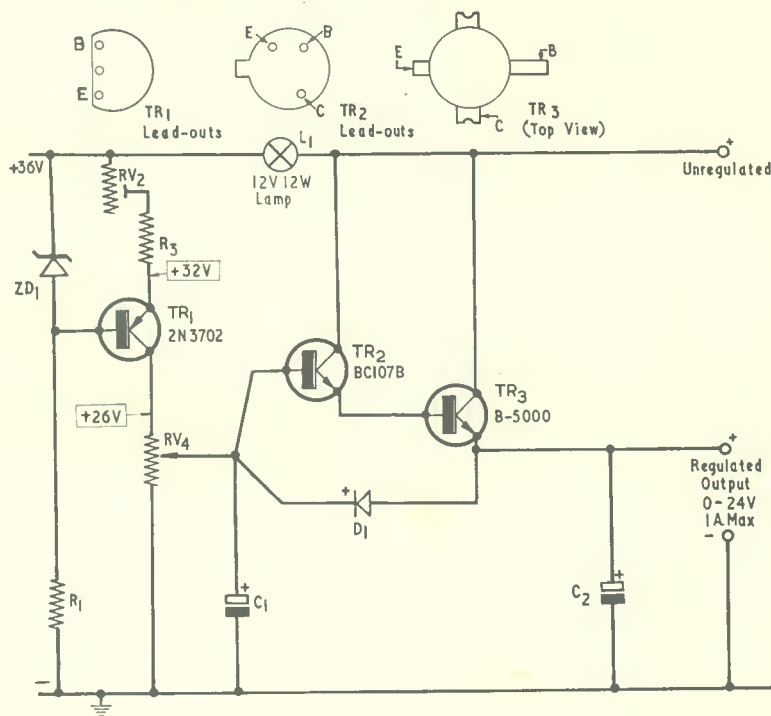 B
E
TR1
Lead-outs
E
B
C
TR2
Lead-outs
E
B
C
TR3
(Top View)
+36V
RV2
L1
12V 12W
Lamp
+
Unregulated
R3
+32V
ZD1
TR1
2N3702
TR2
BC107B
TR3
B-5000
+26V
RV4
+
D1
+
Regulated
Output
0-24V
1A.Max
-
R1
+
C1
+
C2
-